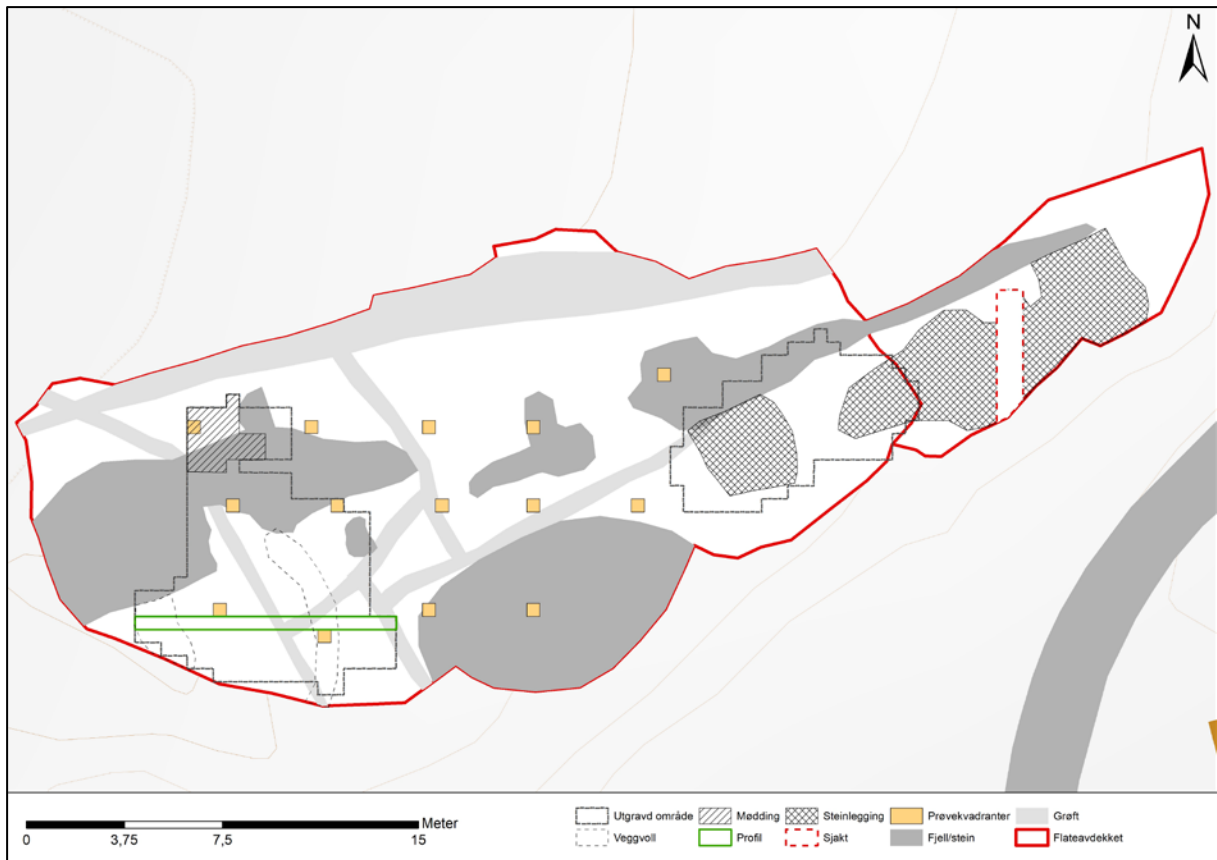 N
Meter
0 3,75 7,5 15
Utgravd område Mødding Steinlegging Prøvekvadranter Grøft
Veggvoll Profil Sjakt Fjell/stein Flateavdekket